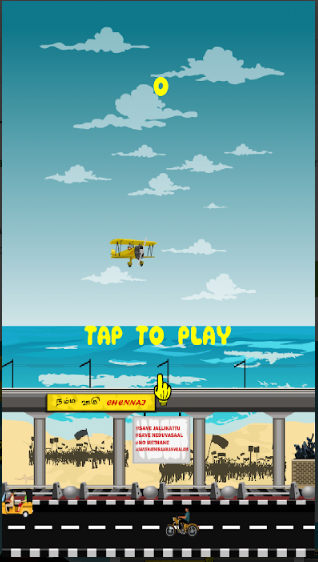 0
TAP TO PLAY
நம்ம ஊரு CHENNAI
#SAVE JALLIKATTU
#SAVE NEDUVASAL
#NO METHANE